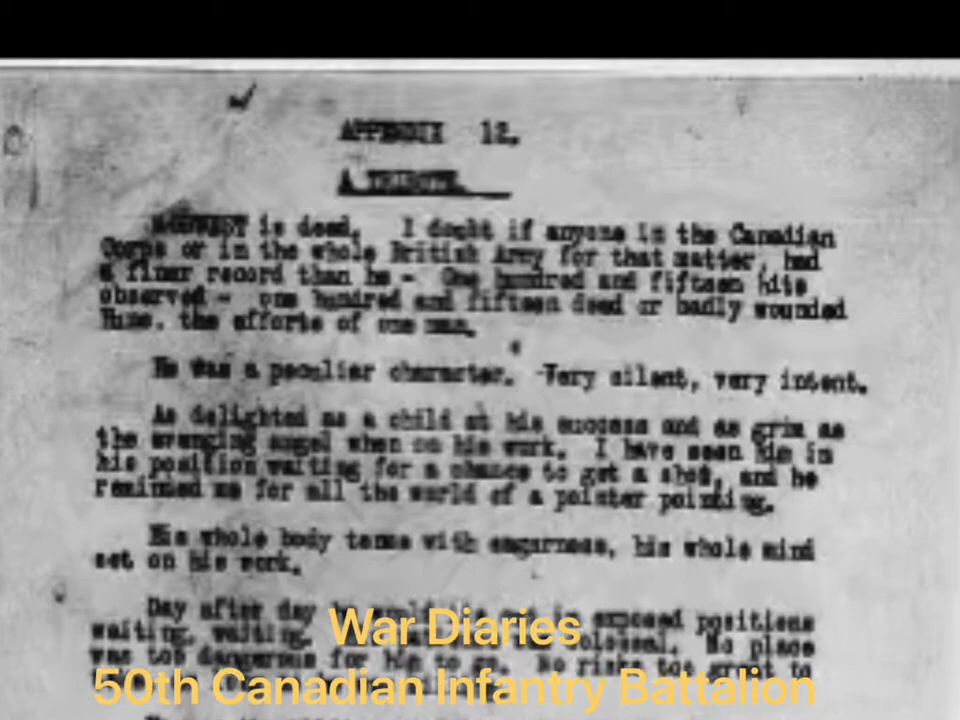 APPENDIX 12.
A TRIBUTE.
is dead. I doubt if anyone in the Canadian
Corps or in the whole British Army for that matter, had
a finer record than he - One hundred and fifteen hits
observed - one hundred and fifteen dead or badly wounded
Huns, the efforts of one man.
He was a peculiar character. Very silent, very intent.
As delighted as a child at his success and as grim as
the avenging angel when on his work. I have seen him in
his position waiting for a chance to get a shot, and he
reminded me for all the world of a pointer pointing.
His whole body tense with eagerness, his whole mind
set on his work.
Day after day in exposed positions
waiting, waiting. colossal. No place
was too dangerous for him to go. No risk too great to
War Diaries
50th Canadian Infantry Battalion